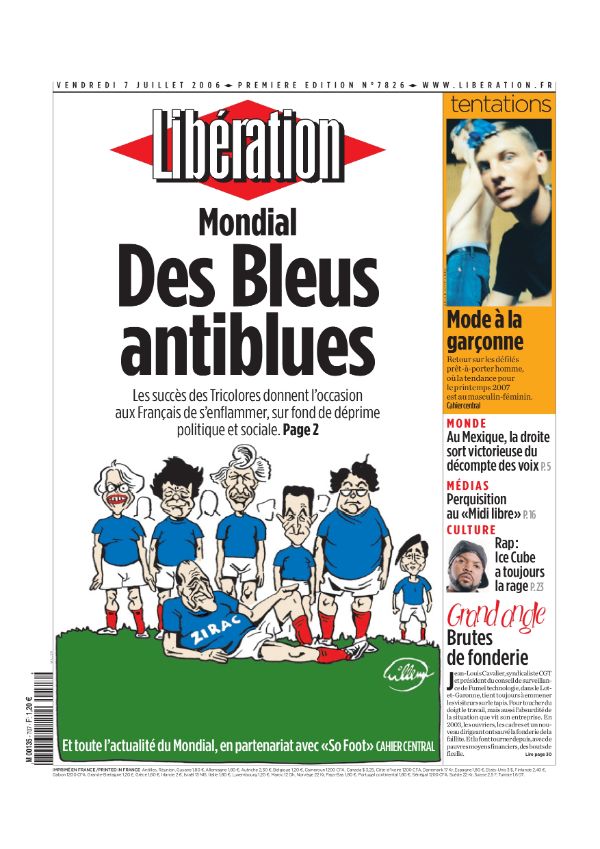 VENDREDI 7 JUILLET 2006 PREMIERE EDITION N°7826 WWW.LIBERATION.FR
Libération
Mondial
Des Bleus
antiblues
Les succès des Tricolores donnent l'occasion
aux Français de s'enflammer, sur fond de déprime
politique et sociale. Page 2
ZIRAC
willem
Et toute l'actualité du Mondial, en partenariat avec «So Foot» CAHIER CENTRAL
tentations
Mode à la
garçonne
Retour sur les défilés
prêt-à-porter homme,
où la tendance pour
le printemps 2007
est au masculin-féminin.
Cahier central
MONDE
Au Mexique, la droite
sort victorieuse du
décompte des voix P. 5
MÉDIAS
Perquisition
au «Midi libre» P. 16
CULTURE
Rap:
Ice Cube
a toujours
la rage P. 23
Grand angle
Brutes
de fonderie
Jean-Louis Cavalier, syndicaliste CGT
et président du conseil de surveillan-
ce de Fumel technologie, dans le Lot-
et-Garonne, tient toujours à emmener
les visiteurs sur le tapis. Pour toucher du
doigt le travail, mais aussi l'absurdité de
la situation que vit son entreprise. En
2003, les ouvriers, les cadres et un nou-
veau dirigeant ont sauvé la fonderie de la
faillite. Et la font tourner depuis, avec de
pauvres moyens financiers, des bouts de
ficelle.
Lire page 30
M 00135 - 707 - F: 1,20 €
IMPRIMÉ EN FRANCE / PRINTED IN FRANCE